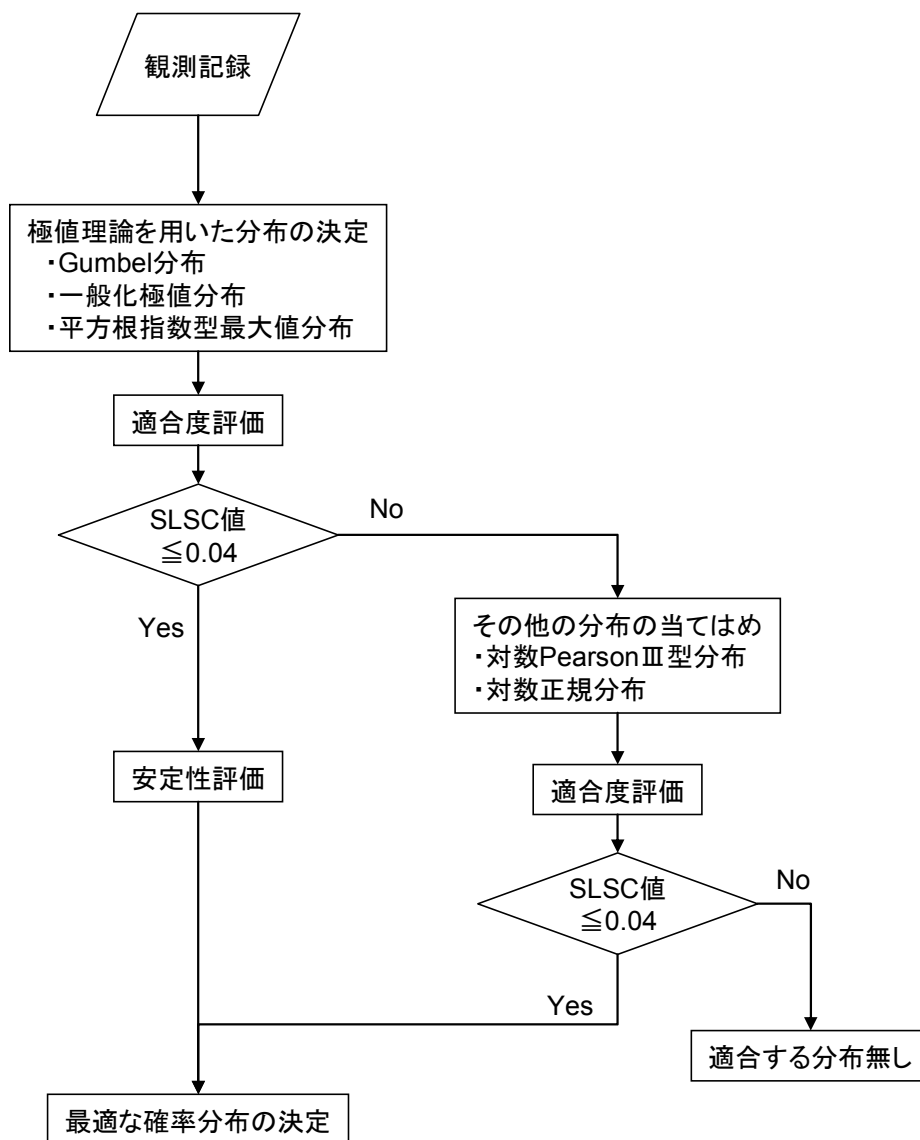 観測記録
極値理論を用いた分布の決定
・Gumbel分布
・一般化極値分布
・平方根指数型最大値分布
適合度評価
SLSC値
≦0.04
No
Yes
その他の分布の当てはめ
・対数PearsonⅢ型分布
・対数正規分布
安定性評価
適合度評価
SLSC値
≦0.04
No
Yes
適合する分布無し
最適な確率分布の決定